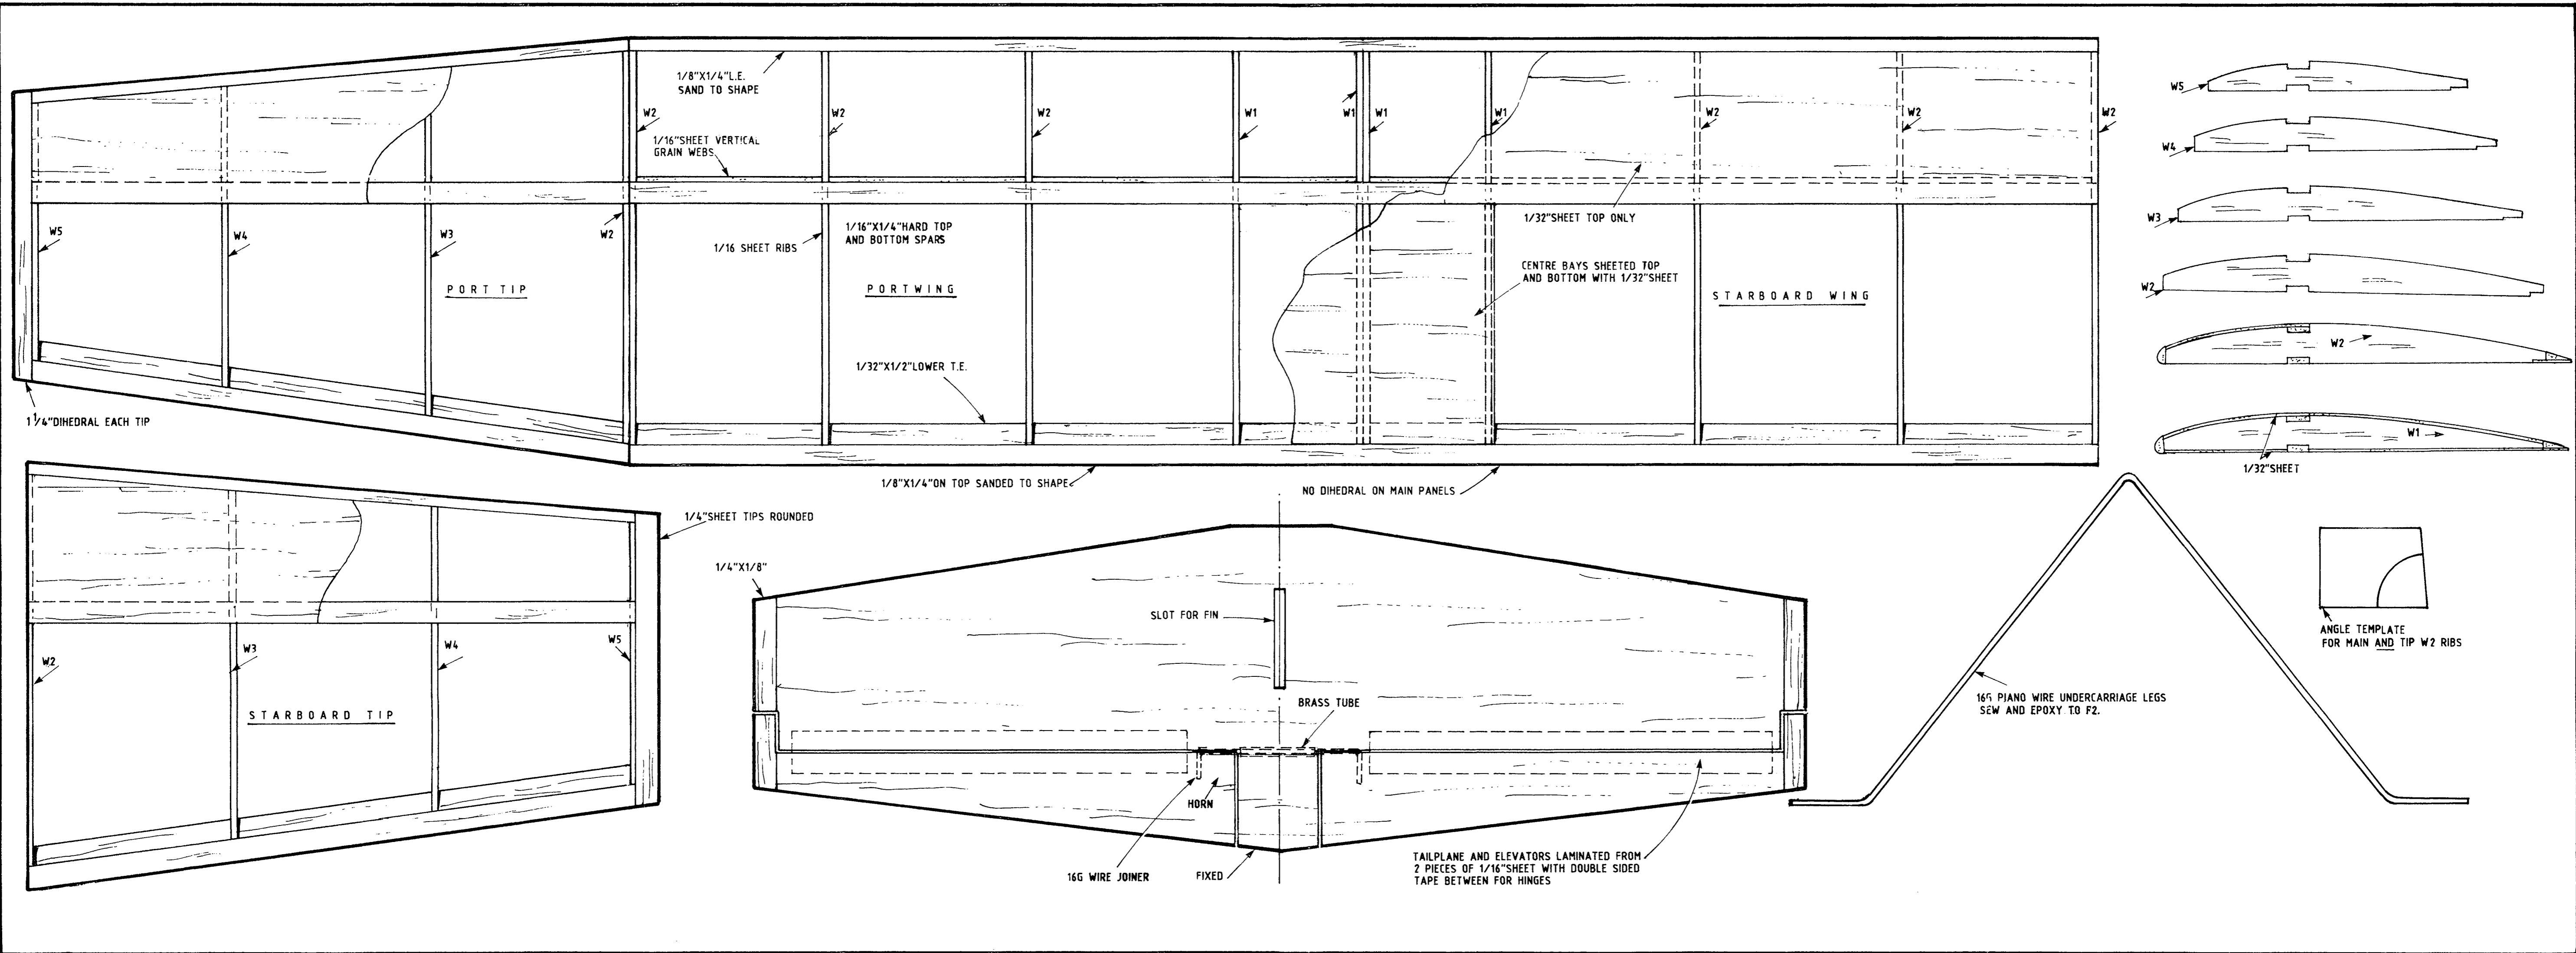 1/8"X1/4"L.E.
SAND TO SHAPE
W2
W2
W2
W1
W1
W1
W1
W2
W2
W2
1/16"SHEET VERTICAL
GRAIN WEBS
W5
W4
W3
W2
1/16 SHEET RIBS
1/16"X1/4"HARD TOP
AND BOTTOM SPARS
1/32"SHEET TOP ONLY
CENTRE BAYS SHEETED TOP
AND BOTTOM WITH 1/32"SHEET
PORT TIP
PORT WING
STARBOARD WING
1/32"X1/2"LOWER T.E.
1 1/4"DIHEDRAL EACH TIP
1/8"X1/4"ON TOP SANDED TO SHAPE
NO DIHEDRAL ON MAIN PANELS
W5
W4
W3
W2
W2
W1
1/32"SHEET
1/4"SHEET TIPS ROUNDED
W2
W3
W4
W5
STARBOARD TIP
1/4"X1/8"
SLOT FOR FIN
BRASS TUBE
HORN
16G WIRE JOINER
FIXED
TAILPLANE AND ELEVATORS LAMINATED FROM
2 PIECES OF 1/16"SHEET WITH DOUBLE SIDED
TAPE BETWEEN FOR HINGES
16G PIANO WIRE UNDERCARRIAGE LEGS
SEW AND EPOXY TO F2.
ANGLE TEMPLATE
FOR MAIN AND TIP W2 RIBS